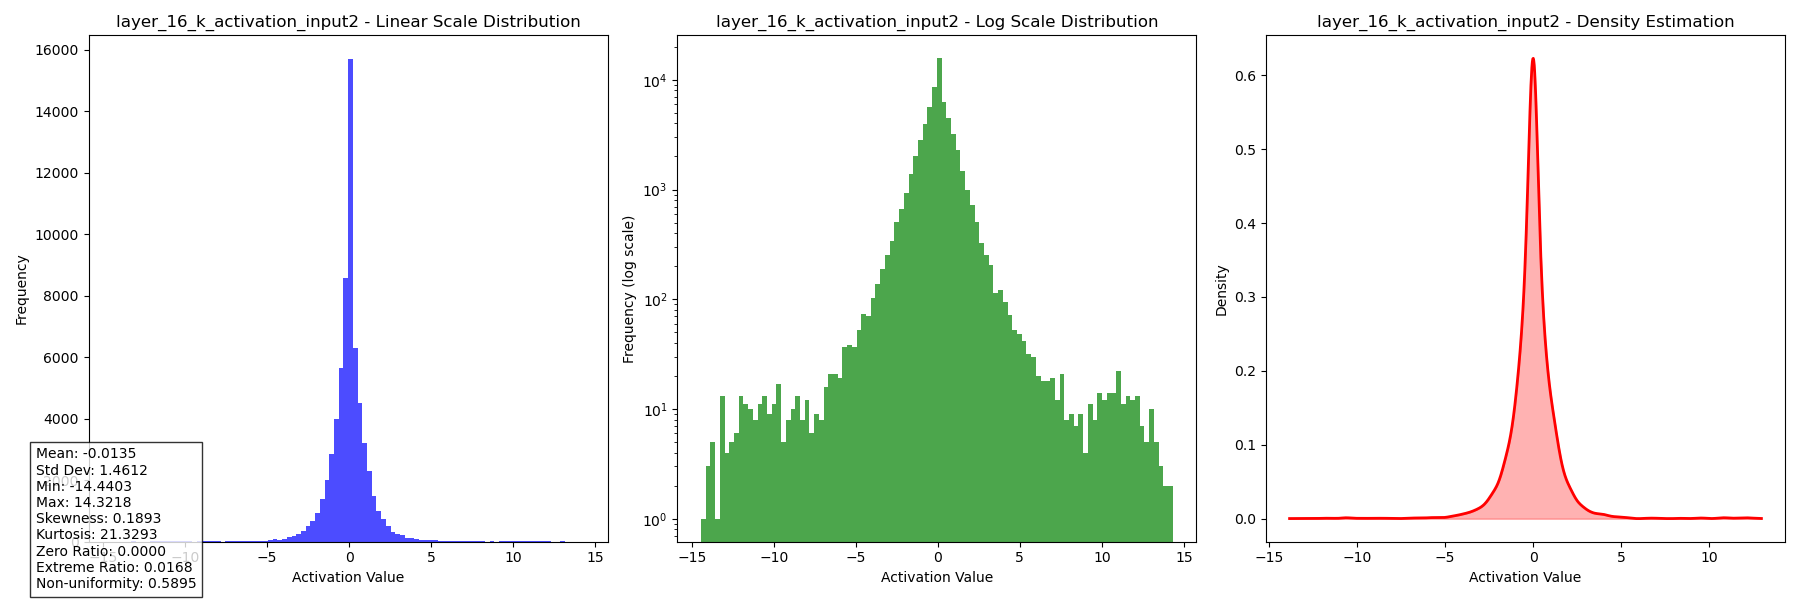 layer_16_k_activation_input2 - Linear Scale Distribution
16000
14000
12000
10000
8000
6000
4000
2000
0
Frequency
−15
−10
−5
0
5
10
15
Activation Value
Mean: -0.0135
Std Dev: 1.4612
Min: -14.4403
Max: 14.3218
Skewness: 0.1893
Kurtosis: 21.3293
Zero Ratio: 0.0000
Extreme Ratio: 0.0168
Non-uniformity: 0.5895
layer_16_k_activation_input2 - Log Scale Distribution
10⁴
10³
10²
10¹
10⁰
Frequency (log scale)
−15
−10
−5
0
5
10
15
Activation Value
layer_16_k_activation_input2 - Density Estimation
0.6
0.5
0.4
0.3
0.2
0.1
0.0
Density
−15
−10
−5
0
5
10
Activation Value